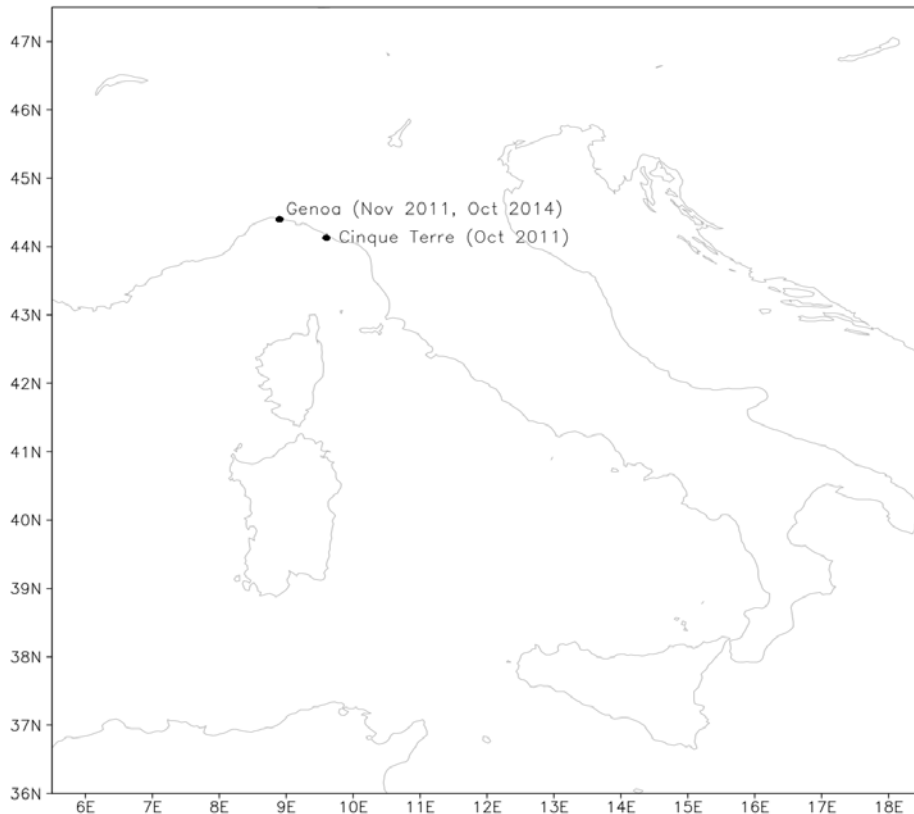 47N
46N
45N
Genoa (Nov 2011, Oct 2014)
44N
Cinque Terre (Oct 2011)
43N
42N
41N
40N
39N
38N
37N
36N
6E 7E 8E 9E 10E 11E 12E 13E 14E 15E 16E 17E 18E